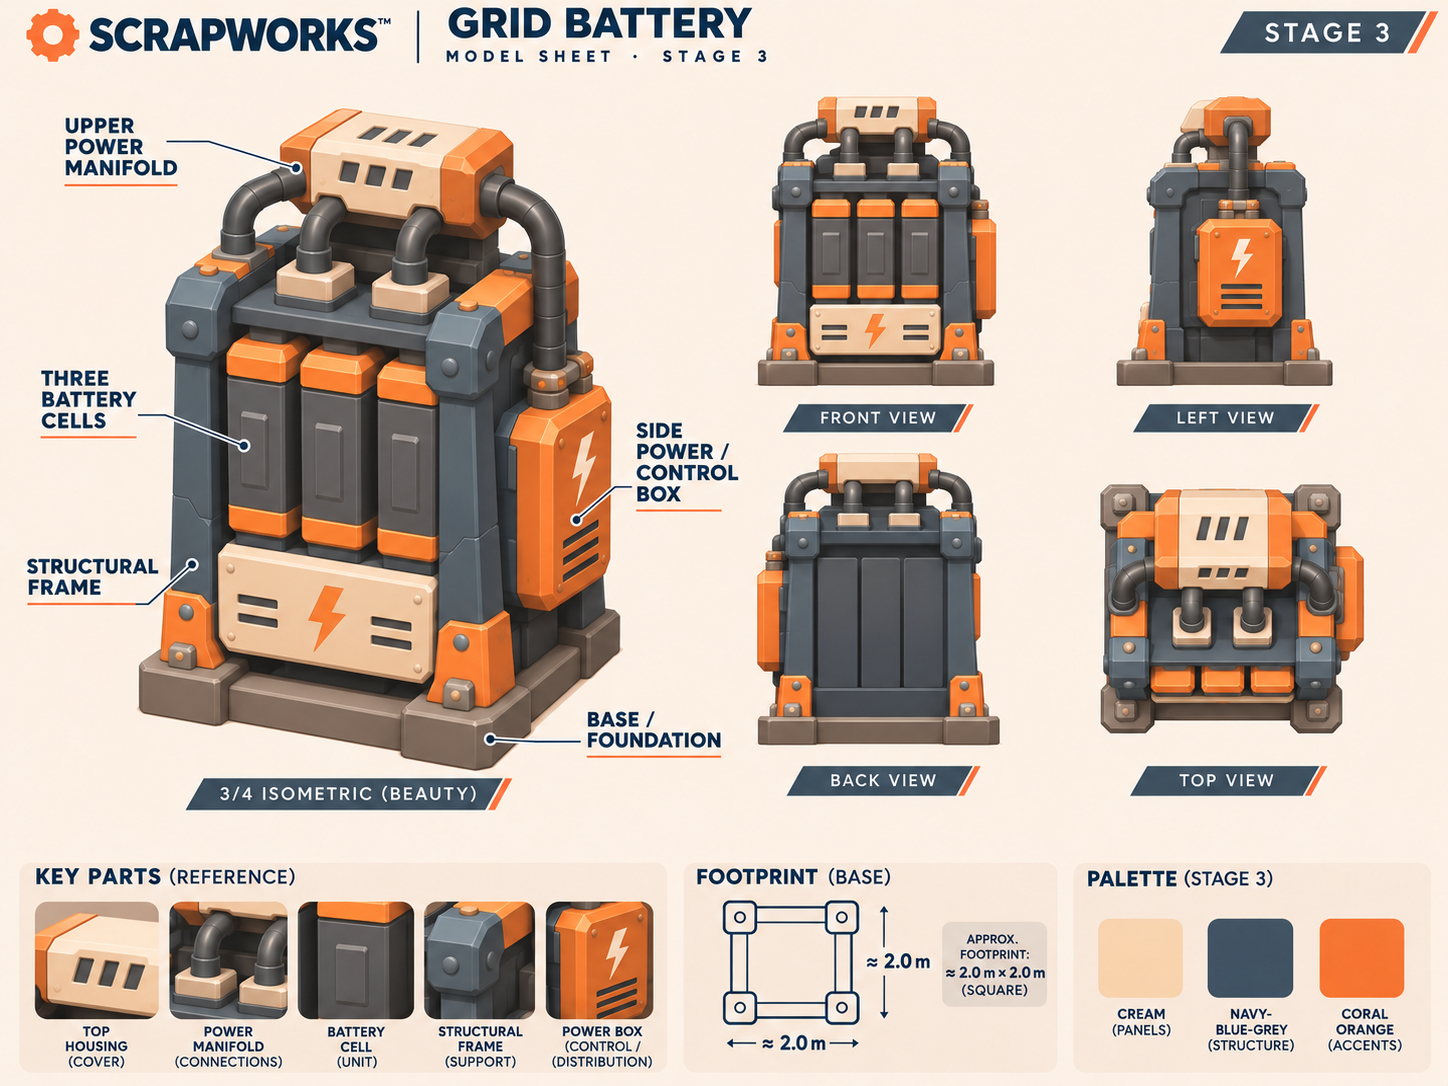 SCRAPWORKS™
GRID BATTERY
MODEL SHEET · STAGE 3
STAGE 3
UPPER
POWER
MANIFOLD
THREE
BATTERY
CELLS
STRUCTURAL
FRAME
SIDE
POWER /
CONTROL
BOX
BASE /
FOUNDATION
3/4 ISOMETRIC (BEAUTY)
FRONT VIEW
LEFT VIEW
BACK VIEW
TOP VIEW
KEY PARTS (REFERENCE)
TOP
HOUSING
(COVER)
POWER
MANIFOLD
(CONNECTIONS)
BATTERY
CELL
(UNIT)
STRUCTURAL
FRAME
(SUPPORT)
POWER BOX
(CONTROL /
DISTRIBUTION)
FOOTPRINT (BASE)
≈ 2.0 m
≈ 2.0 m
APPROX.
FOOTPRINT:
≈ 2.0 m × 2.0 m
(SQUARE)
PALETTE (STAGE 3)
CREAM
(PANELS)
NAVY-
BLUE-GREY
(STRUCTURE)
CORAL
ORANGE
(ACCENTS)